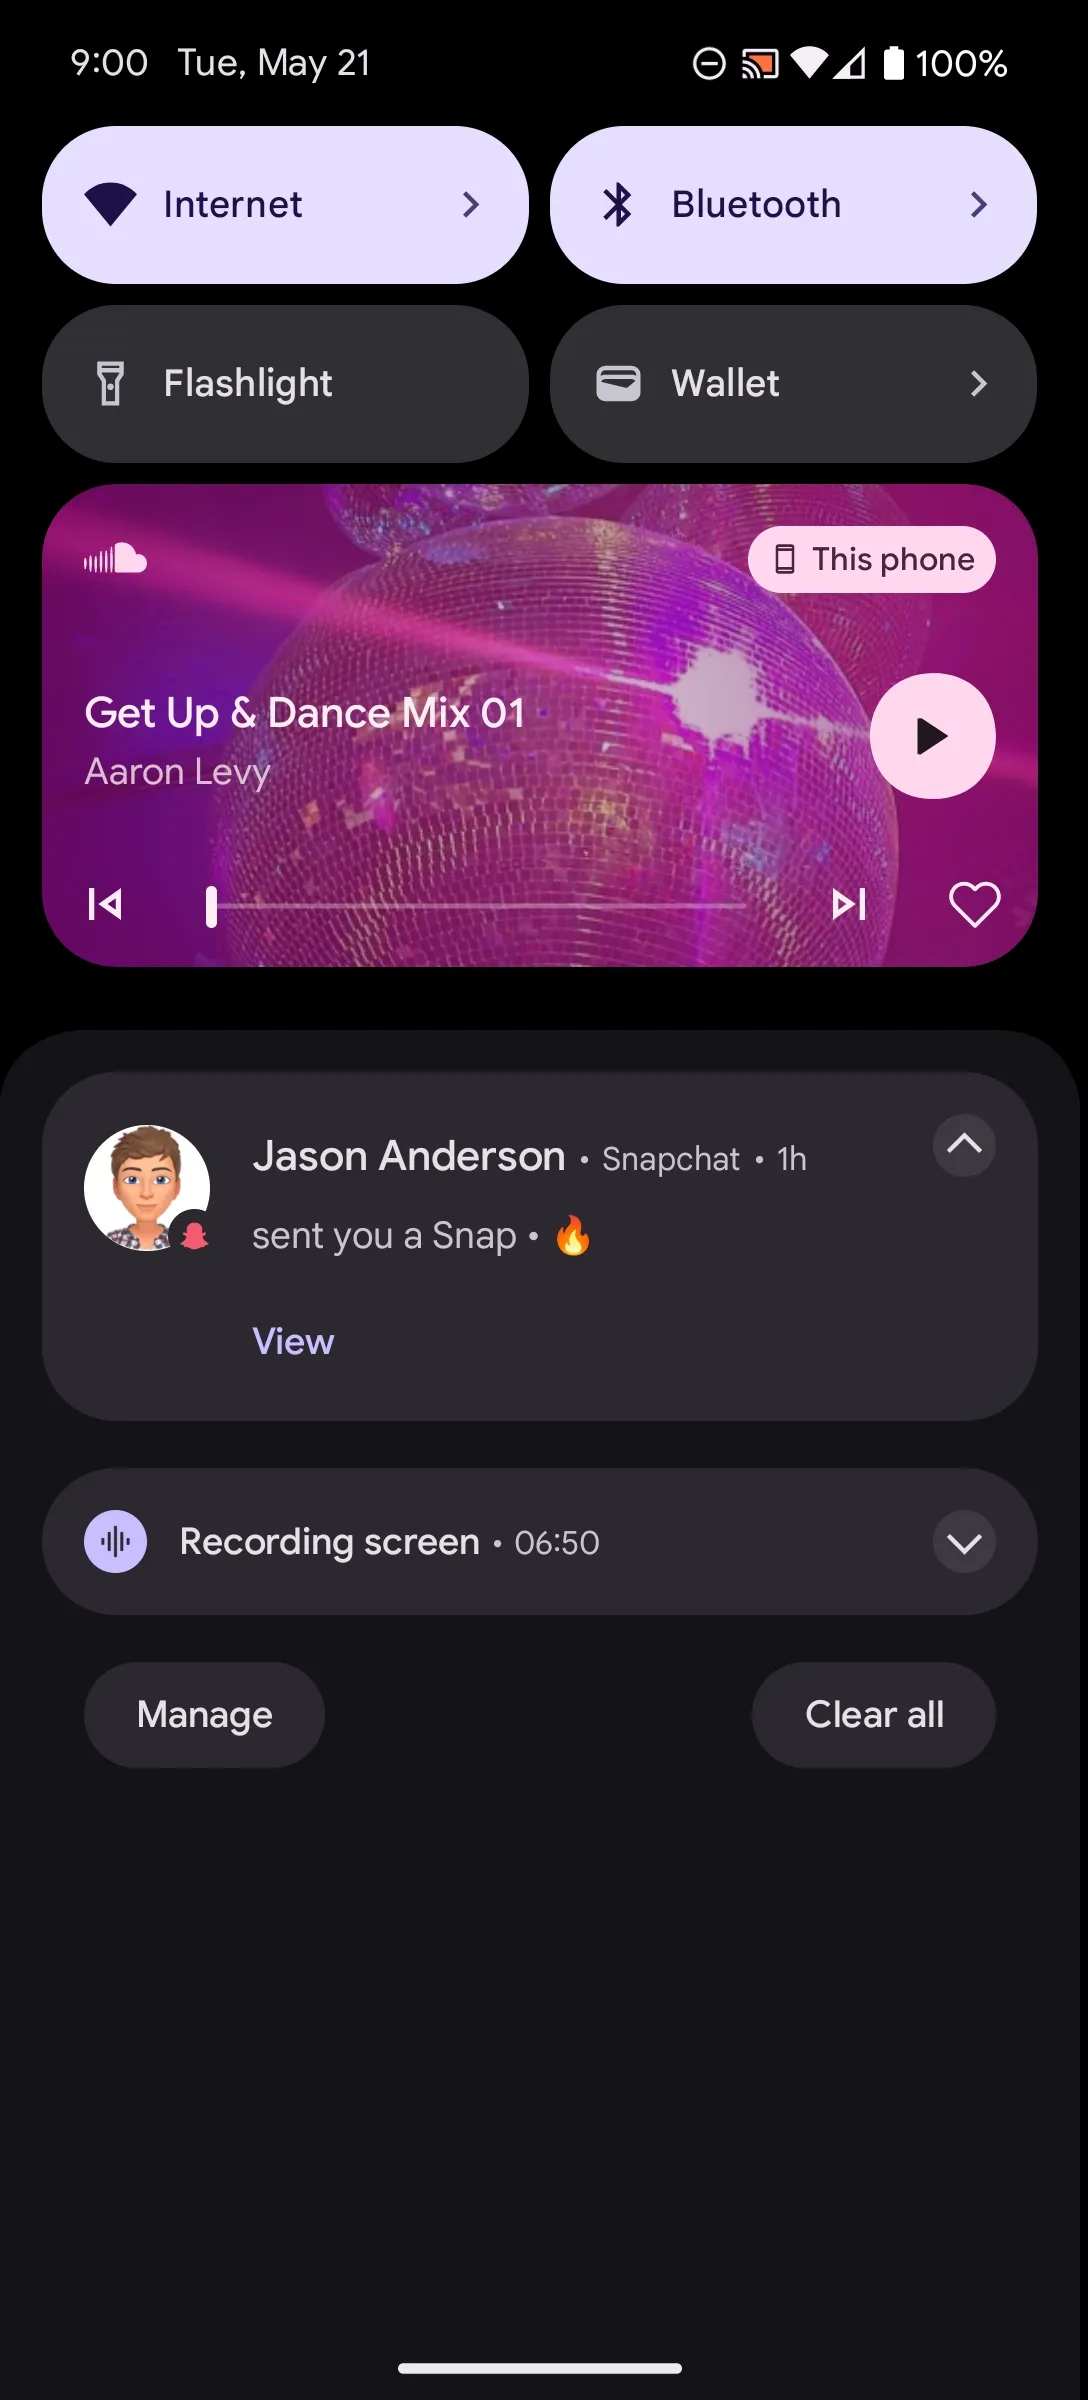 9:00 Tue, May 21 100%
Internet Bluetooth
Flashlight Wallet
This phone
Get Up & Dance Mix 01
Aaron Levy
Jason Anderson • Snapchat • 1h
sent you a Snap • 🔥
View
Recording screen • 06:50
Manage Clear all